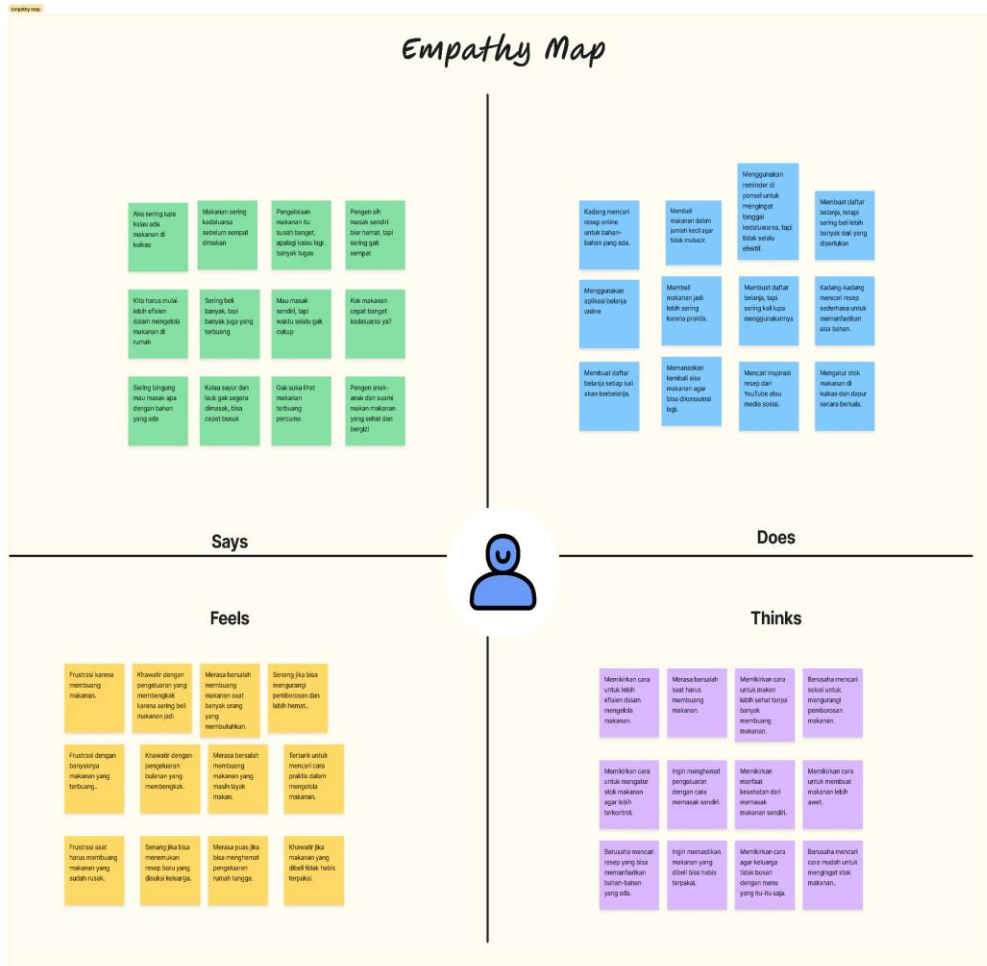 Empathy map
Empathy Map
Aku sering lupa
kalau ada
makanan di
kulkas
Makanan sering
kadaluarsa
sebelum sempat
dimakan
Pengelolaan
makanan itu
susah banget,
apalagi kalau lagi
banyak tugas
Pengen sih
masak sendiri
biar hemat, tapi
sering gak
sempat
Kita harus mulai
lebih efisien
dalam mengelola
makanan di
rumah
Sering beli
banyak, tapi
banyak juga yang
terbuang
Mau masak
sendiri, tapi
waktu selalu gak
cukup
Kok makanan
cepat banget
kadaluarsa ya?
Sering bingung
mau masak apa
dengan bahan
yang ada
Kalau sayur dan
lauk gak segera
dimasak, bisa
cepat busuk
Gak suka lihat
makanan
terbuang
percuma
Pengen anak-
anak dan suami
makan makanan
yang sehat dan
bergizi
Says
Kadang mencari
resep online
untuk bahan-
bahan yang ada.
Membeli
makanan dalam
jumlah kecil agar
tidak mubazir.
Menggunakan
reminder di
ponsel untuk
mengingat
tanggal
kedaluwarsa, tapi
tidak selalu
efektif.
Membuat daftar
belanja, tetapi
sering beli lebih
banyak dari yang
diperlukan
Menggunakan
aplikasi belanja
online
Membeli
makanan jadi
lebih sering
karena praktis.
Membuat daftar
belanja, tapi
sering kali lupa
menggunakannya
Kadang-kadang
mencari resep
sederhana untuk
memanfaatkan
sisa bahan.
Membuat daftar
belanja setiap kali
akan berbelanja.
Memanaskan
kembali sisa
makanan agar
bisa dikonsumsi
lagi.
Mencari inspirasi
resep dari
YouTube atau
media sosial.
Mengatur stok
makanan di
kulkas dan dapur
secara berkala.
Does
Feels
Frustrasi karena
membuang
makanan.
Khawatir dengan
pengeluaran yang
membengkak
karena sering beli
makanan jadi
Merasa bersalah
membuang
makanan saat
banyak orang
yang
membutuhkan.
Senang jika bisa
mengurangi
pemborosan dan
lebih hemat..
Frustrasi dengan
banyaknya
makanan yang
terbuang..
Khawatir dengan
pengeluaran
bulanan yang
membengkak.
Merasa bersalah
membuang
makanan yang
masih layak
makan.
Tertarik untuk
mencari cara
praktis dalam
mengelola
makanan.
Frustrasi saat
harus membuang
makanan yang
sudah rusak.
Senang jika bisa
menemukan
resep baru yang
disukai keluarga.
Merasa puas jika
bisa menghemat
pengeluaran
rumah tangga.
Khawatir jika
makanan yang
dibeli tidak habis
terpakai.
Thinks
Memikirkan cara
untuk lebih
efisien dalam
mengelola
makanan.
Merasa bersalah
saat harus
membuang
makanan.
Memikirkan cara
untuk makan
lebih sehat tanpa
banyak
membuang
makanan.
Berusaha mencari
solusi untuk
mengurangi
pemborosan
makanan.
Memikirkan cara
untuk mengatur
stok makanan
agar lebih
terkontrol.
Ingin menghemat
pengeluaran
dengan cara
memasak sendiri.
Memikirkan
manfaat
kesehatan dari
memasak
makanan sendiri.
Memikirkan cara
untuk membuat
makanan lebih
awet.
Berusaha mencari
resep yang bisa
memanfaatkan
bahan-bahan
yang ada.
Ingin memastikan
makanan yang
dibeli bisa habis
terpakai.
Memikirkan cara
agar keluarga
tidak bosan
dengan menu
yang itu-itu saja.
Berusaha mencari
cara mudah untuk
mengingat stok
makanan..